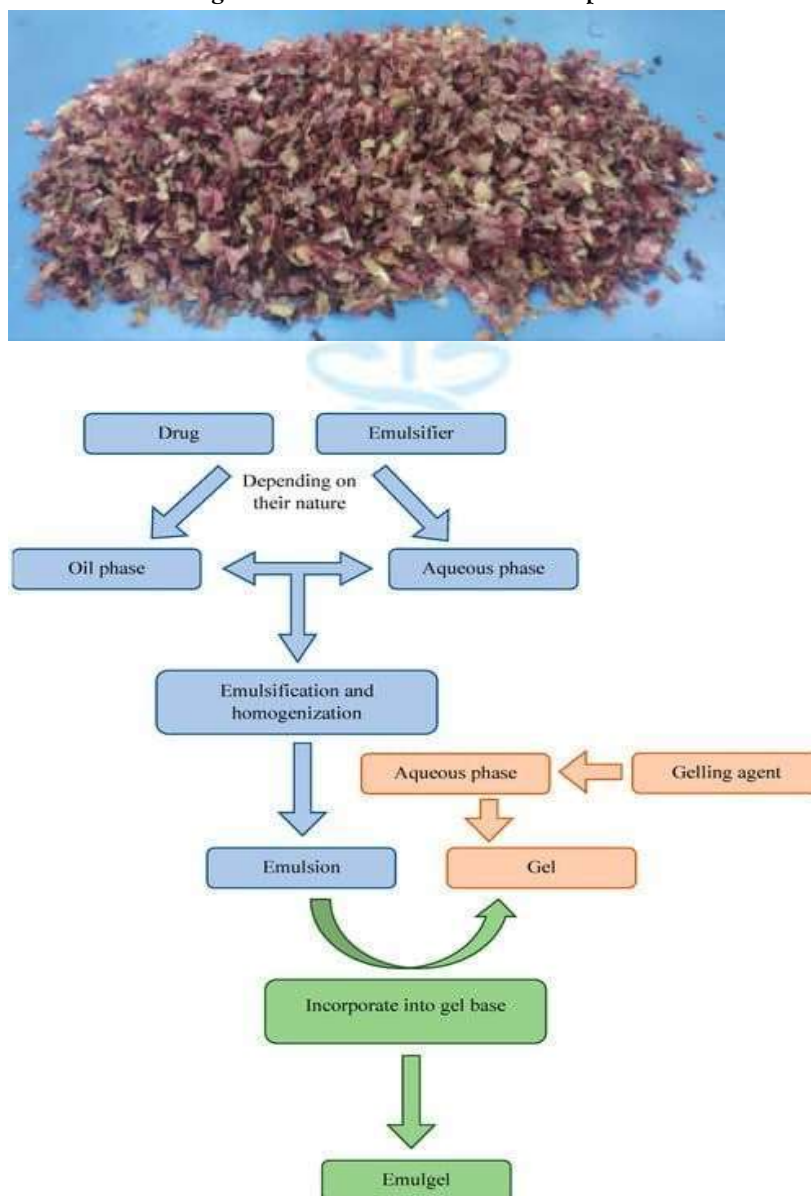 Drug
Emulsifier
Depending on
their nature
Oil phase
Aqueous phase
Emulsification and
homogenization
Aqueous phase
Gelling agent
Emulsion
Gel
Incorporate into gel base
Emulgel